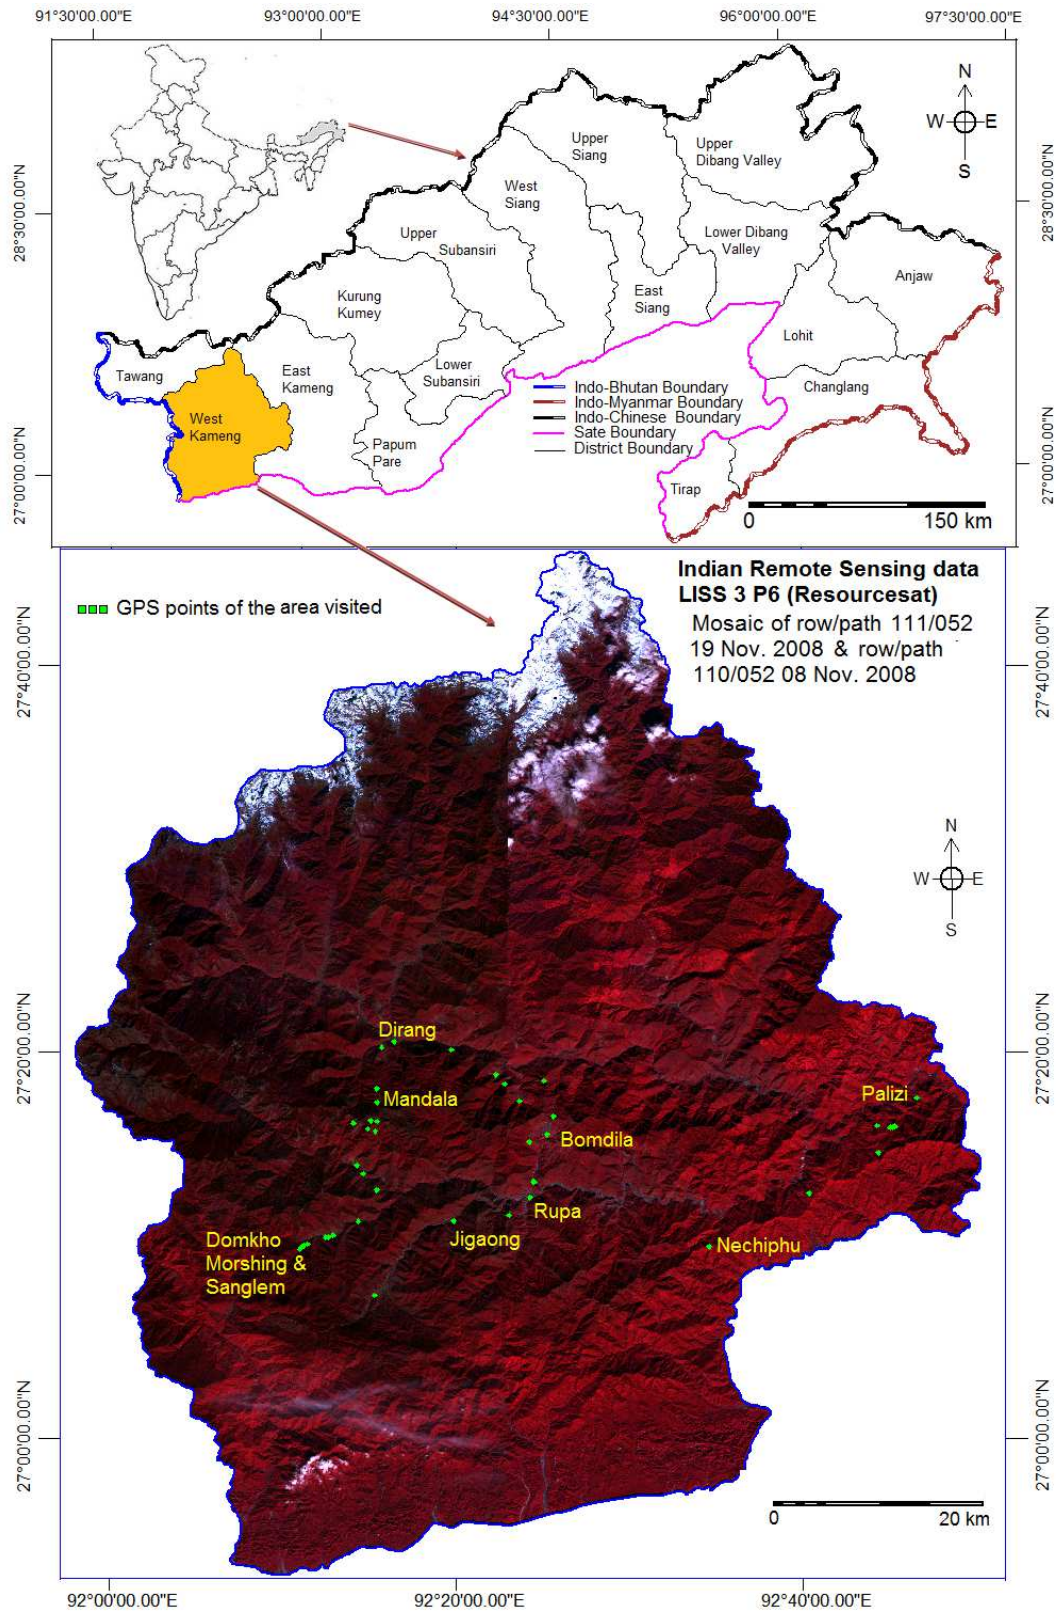 91°30'00.00"E
93°00'00.00"E
94°30'00.00"E
96°00'00.00"E
97°30'00.00"E
28°30'00.00"N
28°30'00.00"N
27°00'00.00"N
27°00'00.00"N
N
W
E
S
Upper
Siang
Upper
Dibang Valley
West
Siang
Upper
Subansiri
Lower Dibang
Valley
Anjaw
Kurung
Kumey
East
Siang
Lohit
Tawang
East
Kameng
Lower
Subansiri
Changlang
West
Kameng
Papum
Pare
Tirap
Indo-Bhutan Boundary
Indo-Myanmar Boundary
Indo-Chinese Boundary
Sate Boundary
District Boundary
0
150 km
Indian Remote Sensing data
LISS 3 P6 (Resourcesat)
Mosaic of row/path 111/052
19 Nov. 2008 & row/path
110/052 08 Nov. 2008
GPS points of the area visited
27°40'00.00"N
27°40'00.00"N
N
W
E
S
27°20'00.00"N
27°20'00.00"N
Dirang
Mandala
Palizi
Bomdila
Rupa
Jigaong
Nechiphu
Domkho
Morshing &
Sanglem
27°00'00.00"N
27°00'00.00"N
0
20 km
92°00'00.00"E
92°20'00.00"E
92°40'00.00"E